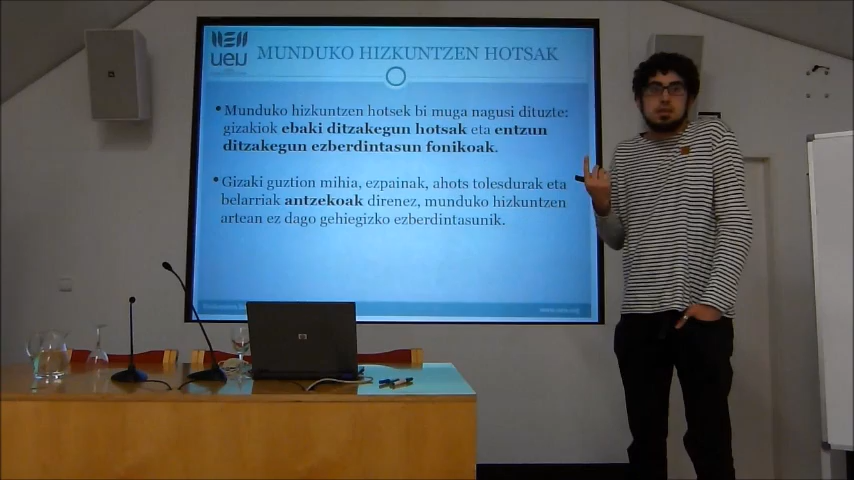 ueu
MUNDUKO HIZKUNTZEN HOTSAK
• Munduko hizkuntzen hotsek bi muga nagusi dituzte:
gizakiok ebaki ditzakegun hotsak eta entzun
ditzakegun ezberdintasun fonikoak.
• Gizaki guztion mihia, ezpainak, ahots tolesdurak eta
belarriak antzekoak direnez, munduko hizkuntzen
artean ez dago gehiegizko ezberdintasunik.
www.ueu.org